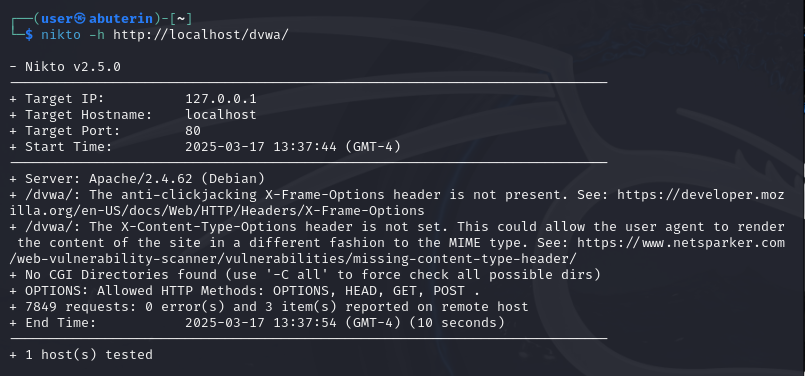 ┌──(user㉿abuterin)-[~]
└─$ nikto -h http://localhost/dvwa/
- Nikto v2.5.0
---------------------------------------------------------------------------
+ Target IP:          127.0.0.1
+ Target Hostname:    localhost
+ Target Port:        80
+ Start Time:         2025-03-17 13:37:44 (GMT-4)
---------------------------------------------------------------------------
+ Server: Apache/2.4.62 (Debian)
+ /dvwa/: The anti-clickjacking X-Frame-Options header is not present. See: https://developer.moz
illa.org/en-US/docs/Web/HTTP/Headers/X-Frame-Options
+ /dvwa/: The X-Content-Type-Options header is not set. This could allow the user agent to render
 the content of the site in a different fashion to the MIME type. See: https://www.netsparker.com
/web-vulnerability-scanner/vulnerabilities/missing-content-type-header/
+ No CGI Directories found (use '-C all' to force check all possible dirs)
+ OPTIONS: Allowed HTTP Methods: OPTIONS, HEAD, GET, POST .
+ 7849 requests: 0 error(s) and 3 item(s) reported on remote host
+ End Time:           2025-03-17 13:37:54 (GMT-4) (10 seconds)
---------------------------------------------------------------------------
+ 1 host(s) tested